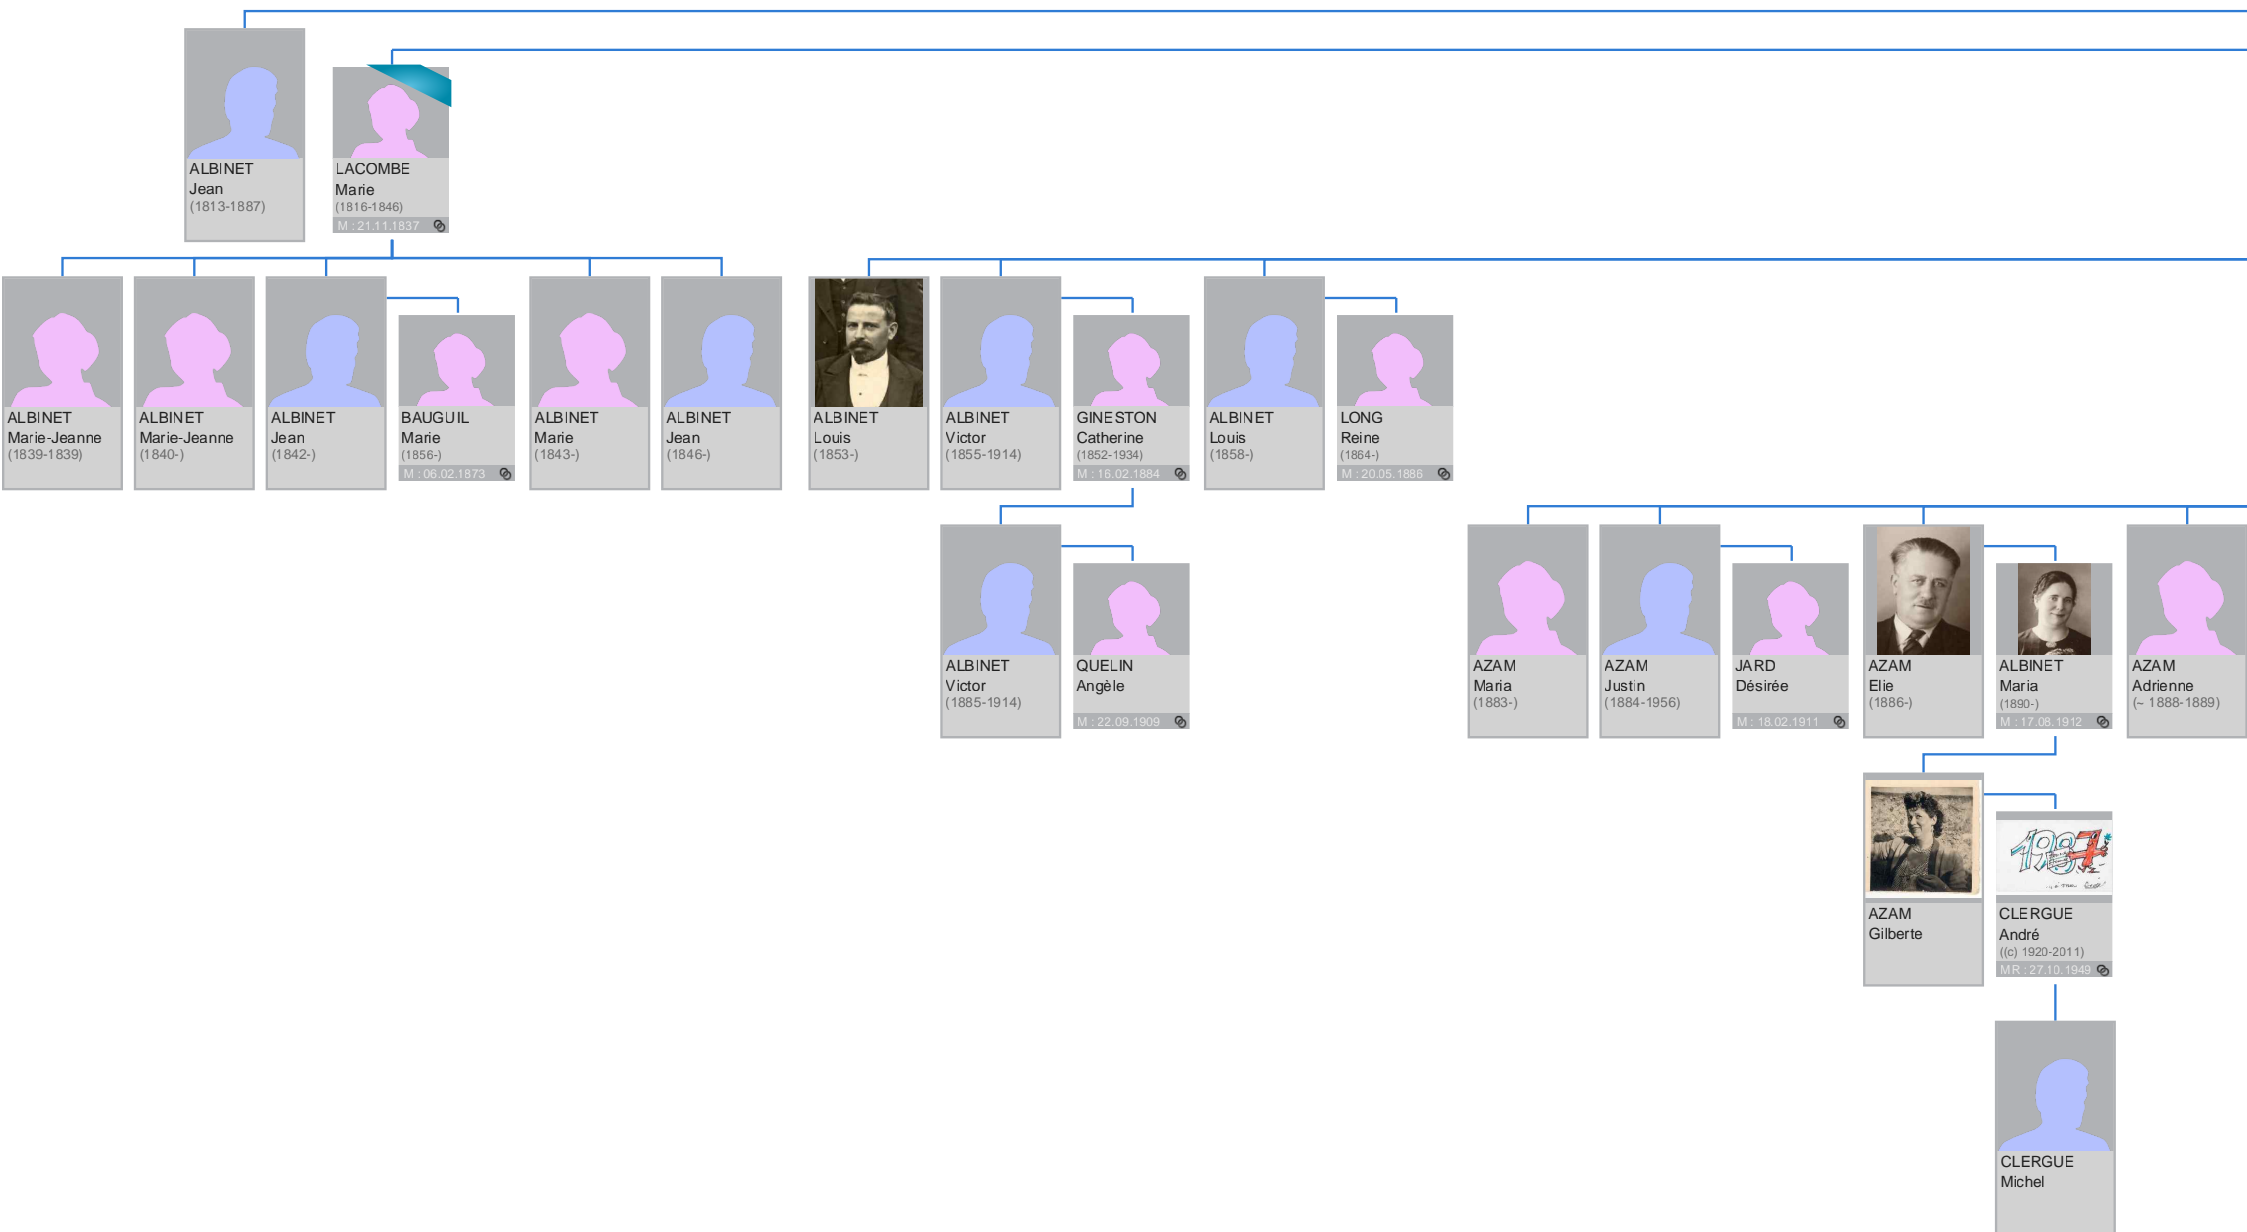 ALBINET
Jean
(1813-1887)
LACOMBE
Marie
(1816-1846)
M : 21.11.1837
ALBINET
Marie-Jeanne
(1839-1839)
ALBINET
Marie-Jeanne
(1840-)
ALBINET
Jean
(1842-)
BAUGUIL
Marie
(1856-)
M : 06.02.1873
ALBINET
Marie
(1843-)
ALBINET
Jean
(1846-)
ALBINET
Louis
(1853-)
ALBINET
Victor
(1855-1914)
GINESTON
Catherine
(1852-1934)
M : 16.02.1884
ALBINET
Louis
(1858-)
LONG
Reine
(1864-)
M : 20.05.1886
ALBINET
Victor
(1885-1914)
QUELIN
Angèle
M : 22.09.1909
AZAM
Maria
(1883-)
AZAM
Justin
(1884-1956)
JARD
Désirée
M : 18.02.1911
AZAM
Elie
(1886-)
ALBINET
Maria
(1890-)
M : 17.08.1912
AZAM
Adrienne
(~ 1888-1889)
AZAM
Gilberte
1987
CLERGUE
André
((c) 1920-2011)
MR : 27.10.1949
CLERGUE
Michel